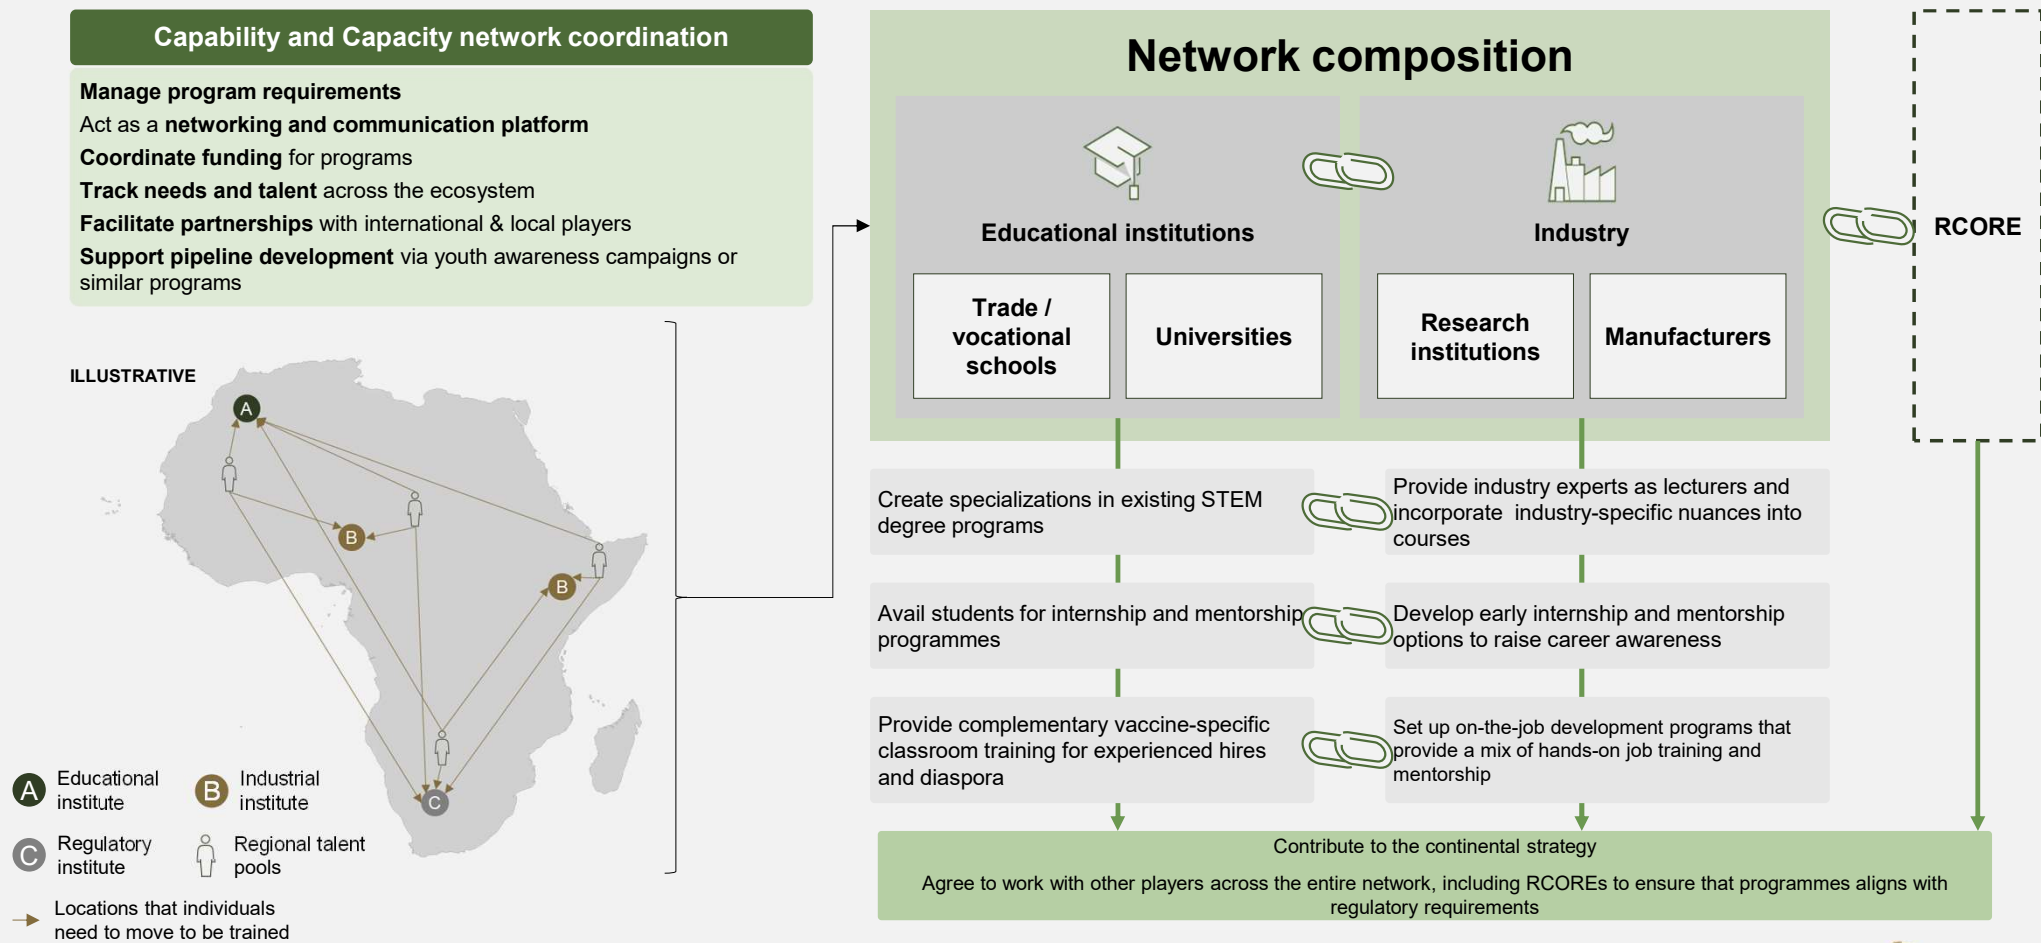 Capability and Capacity network coordination
Manage program requirements
Act as a networking and communication platform
Coordinate funding for programs
Track needs and talent across the ecosystem
Facilitate partnerships with international & local players
Support pipeline development via youth awareness campaigns or
similar programs
ILLUSTRATIVE
A
B
B
C
A
Educational
institute
B
Industrial
institute
C
Regulatory
institute
Regional talent
pools
Locations that individuals
need to move to be trained
Network composition
Educational institutions
Industry
Trade /
vocational
schools
Universities
Research
institutions
Manufacturers
RCORE
Create specializations in existing STEM
degree programs
Provide industry experts as lecturers and
incorporate  industry-specific nuances into
courses
Avail students for internship and mentorship
programmes
Develop early internship and mentorship
options to raise career awareness
Provide complementary vaccine-specific
classroom training for experienced hires
and diaspora
Set up on-the-job development programs that
provide a mix of hands-on job training and
mentorship
Contribute to the continental strategy
Agree to work with other players across the entire network, including RCOREs to ensure that programmes aligns with
regulatory requirements